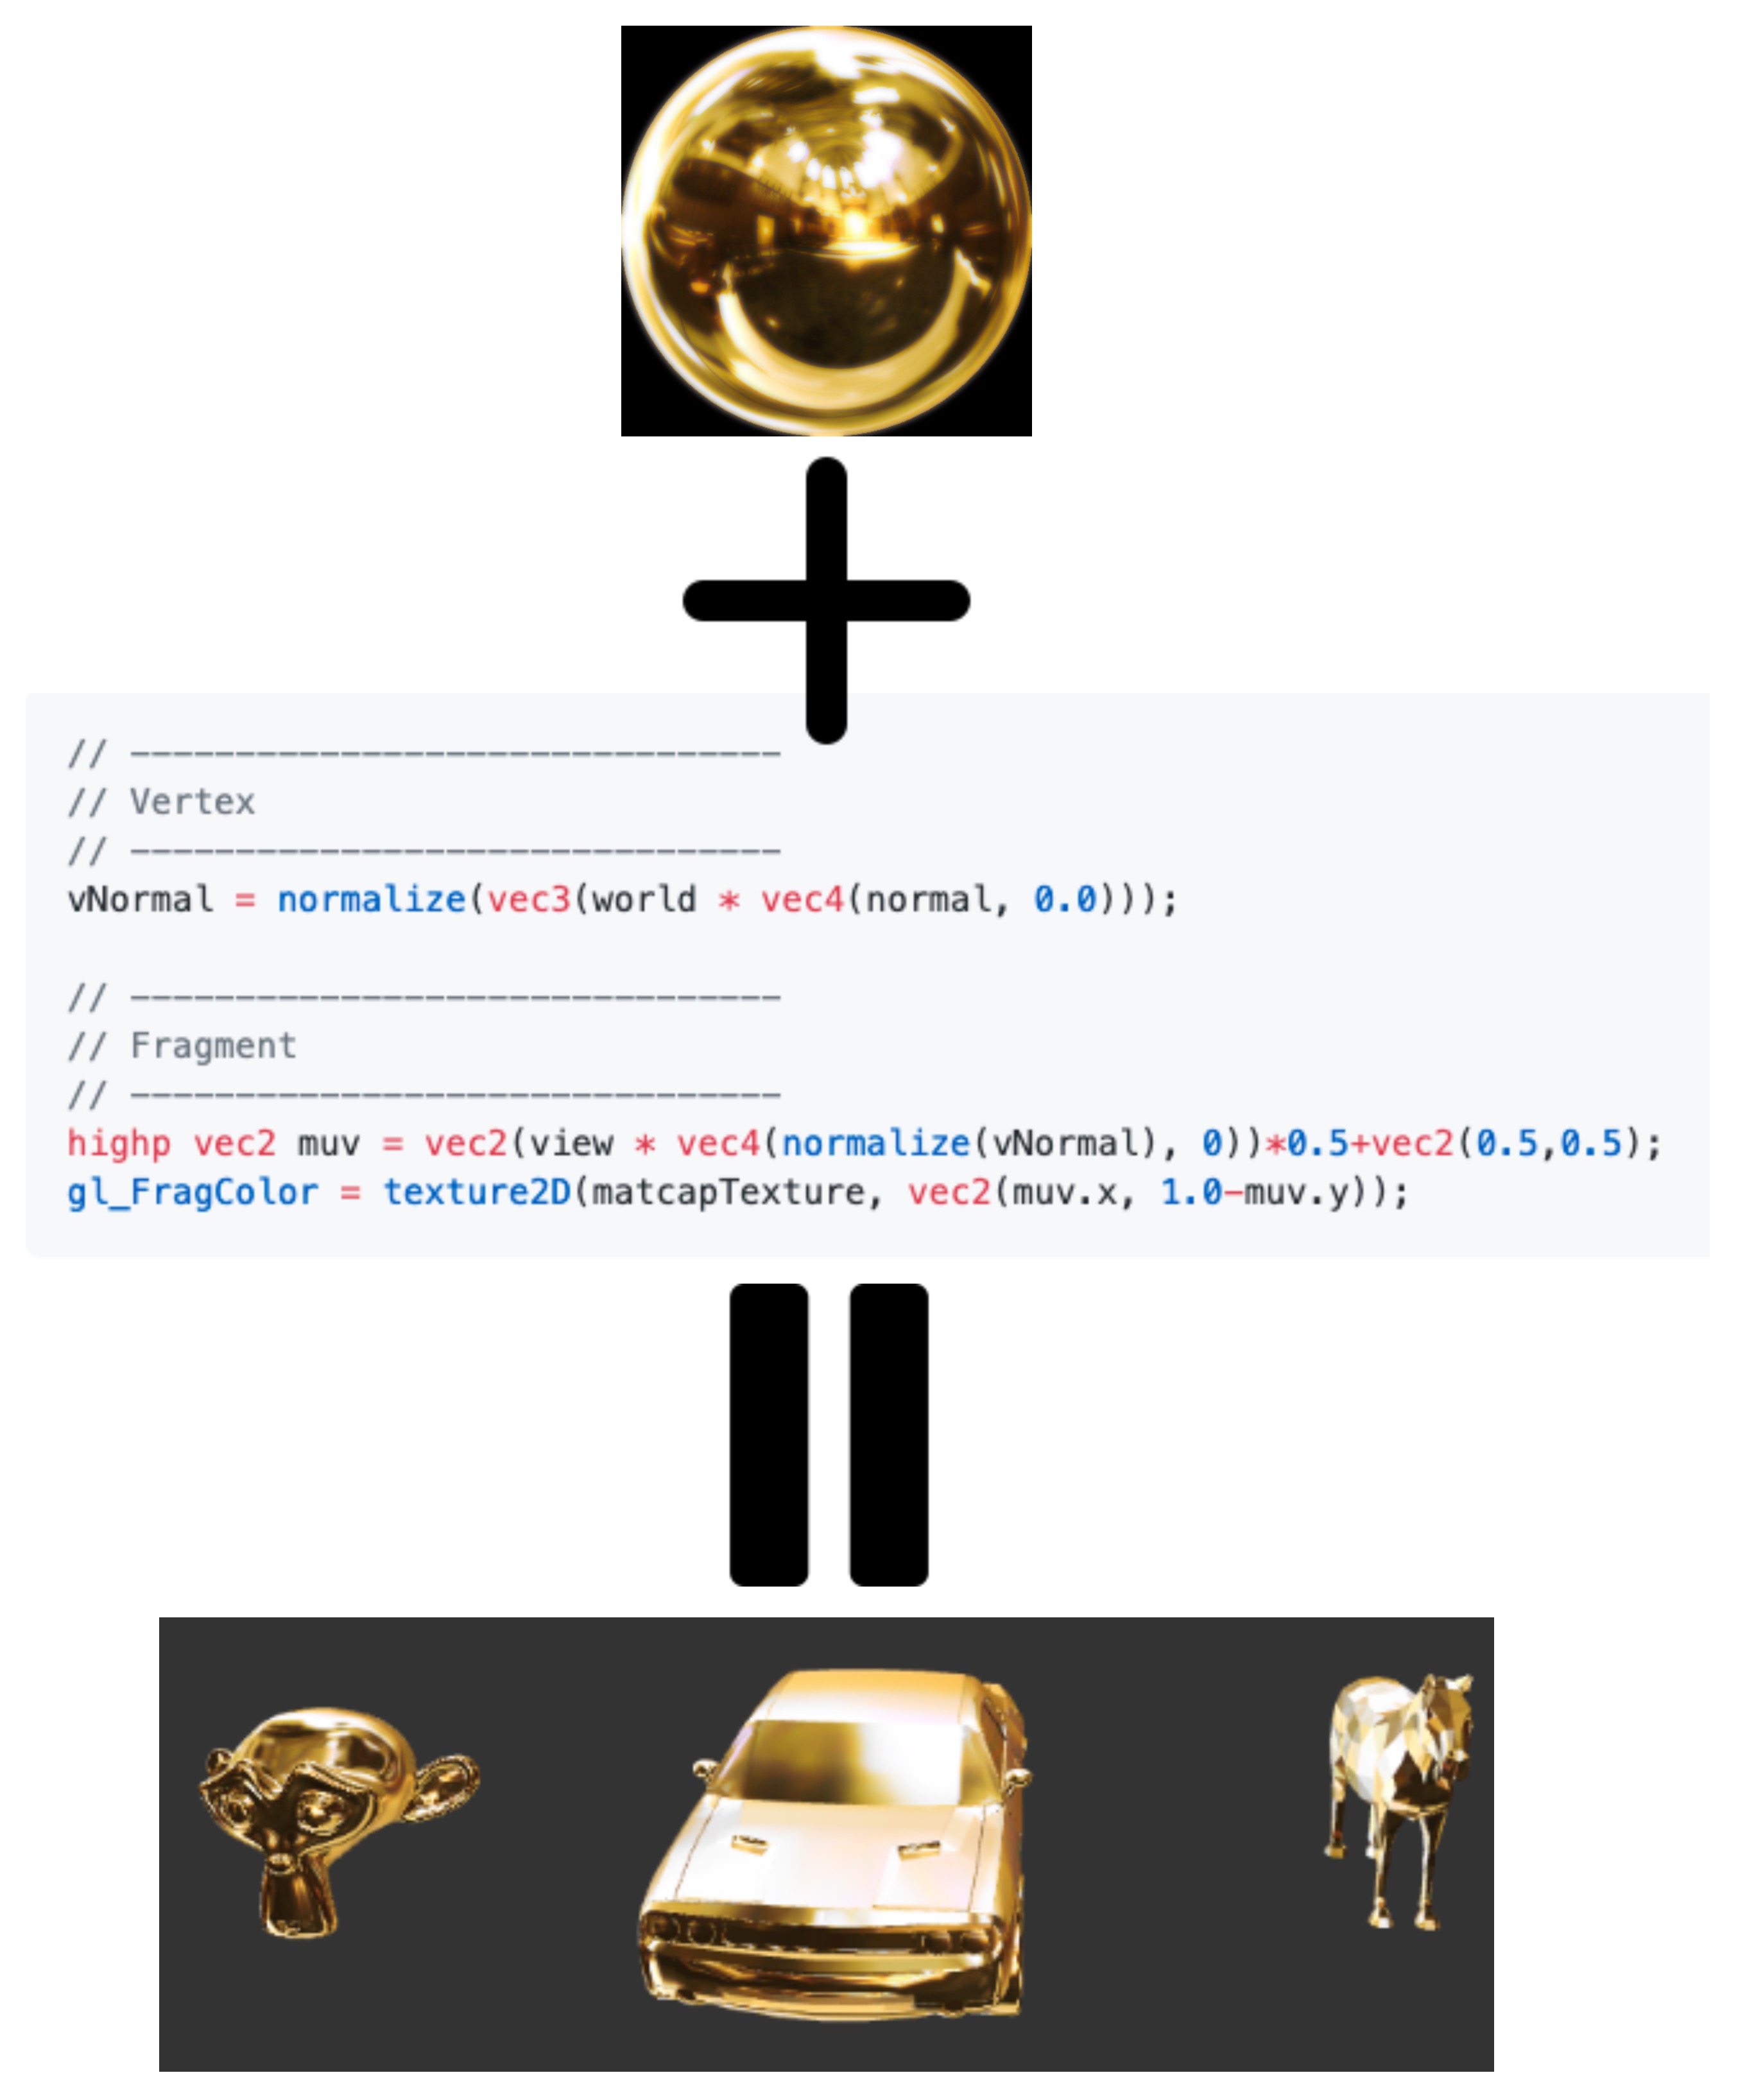 // -------------------------------
// Vertex
// -------------------------------
vNormal = normalize(vec3(world * vec4(normal, 0.0)));
// -------------------------------
// Fragment
// -------------------------------
highp vec2 muv = vec2(view * vec4(normalize(vNormal), 0))*0.5+vec2(0.5,0.5);
gl_FragColor = texture2D(matcapTexture, vec2(muv.x, 1.0-muv.y));